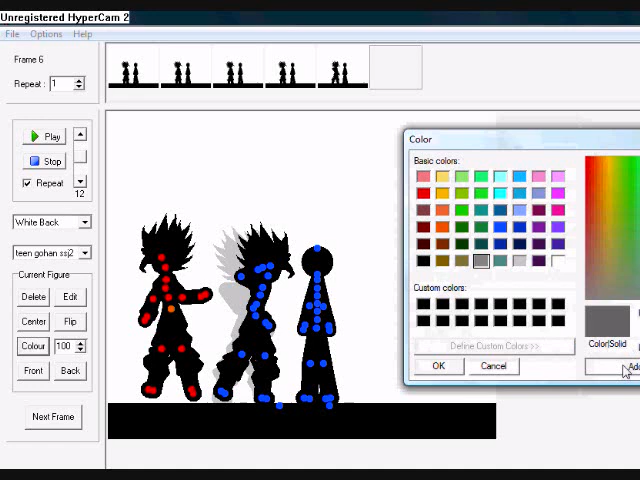 Unregistered HyperCam 2
File Options Help
Frame 6
Repeat : 1
Play
Stop
Repeat
12
White Back
teen gohan ssj2
Current Figure
Delete Edit
Center Flip
Colour 100
Front Back
Next Frame
Color
Basic colors:
Custom colors:
Define Custom Colors >>
OK Cancel
Color|Solid